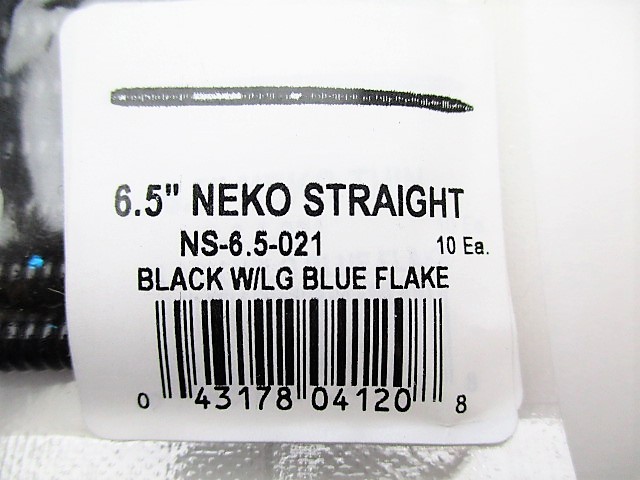 6.5" NEKO STRAIGHT
NS-6.5-021 10 Ea.
BLACK W/LG BLUE FLAKE
0 43178 04120 8